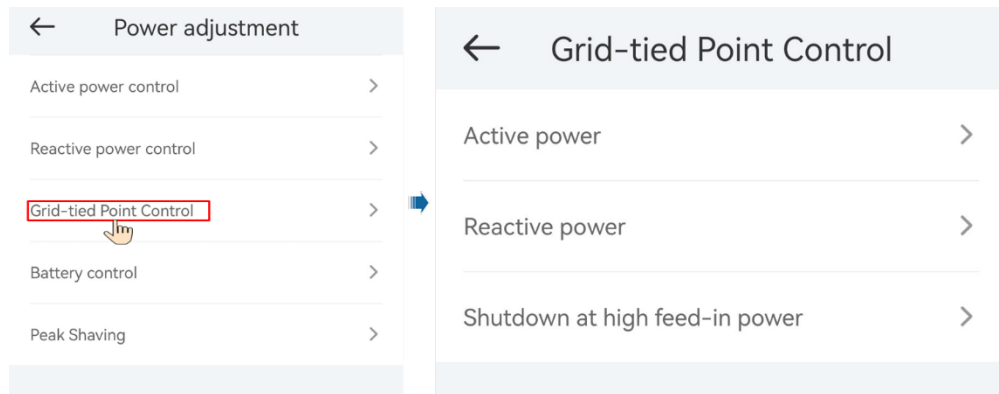 Power adjustment
Active power control
Reactive power control
Grid-tied Point Control
Battery control
Peak Shaving
Grid-tied Point Control
Active power
Reactive power
Shutdown at high feed-in power